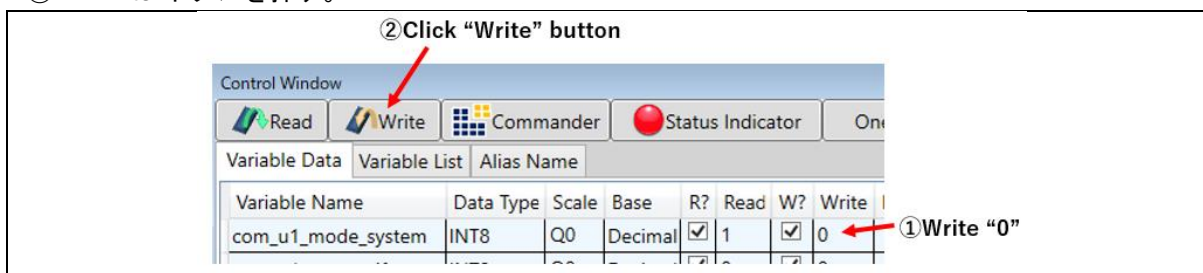 ②Click “Write” button
Control Window
Read Write Commander Status Indicator
Variable Data Variable List Alias Name
Variable Name Data Type Scale Base R? Read W? Write
com_u1_mode_system INT8 Q0 Decimal 1 0
①Write “0”